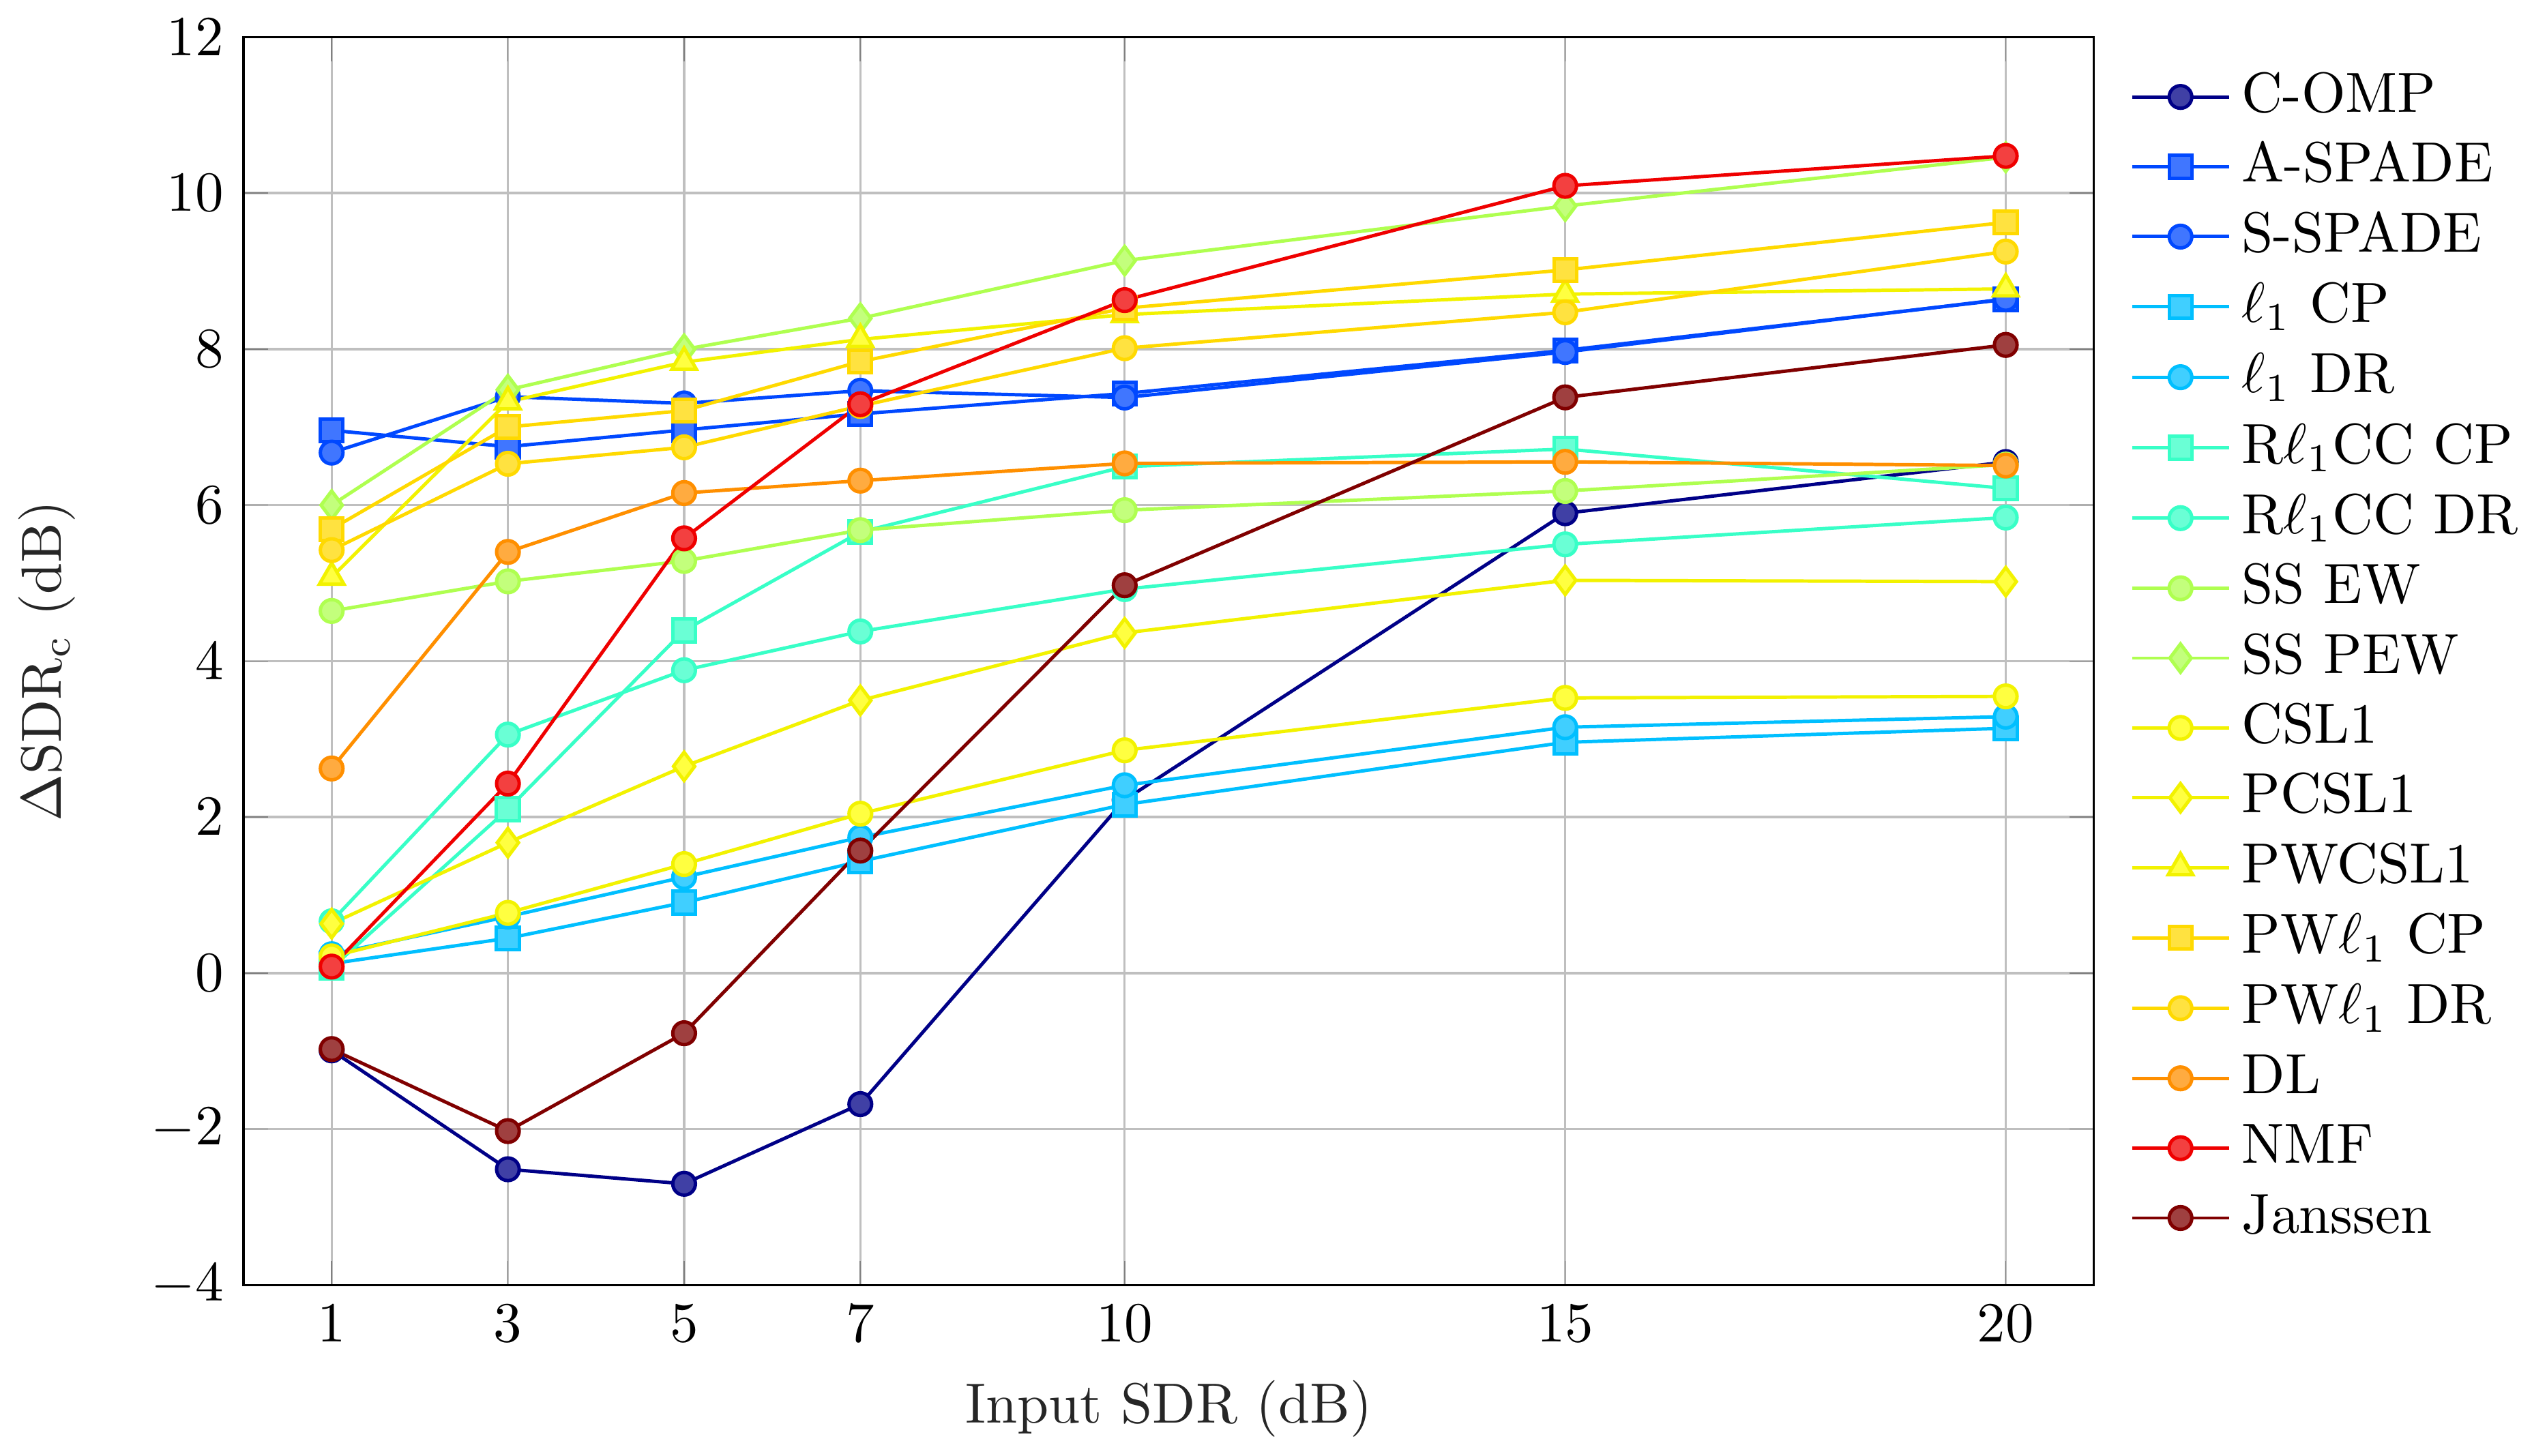 12
10
8
6
4
2
0
−2
−4
1 3 5 7 10 15 20
Input SDR (dB)
ΔSDR_c (dB)
C-OMP
A-SPADE
S-SPADE
ℓ₁ CP
ℓ₁ DR
Rℓ₁CC CP
Rℓ₁CC DR
SS EW
SS PEW
CSL1
PCSL1
PWCSL1
PWℓ₁ CP
PWℓ₁ DR
DL
NMF
Janssen